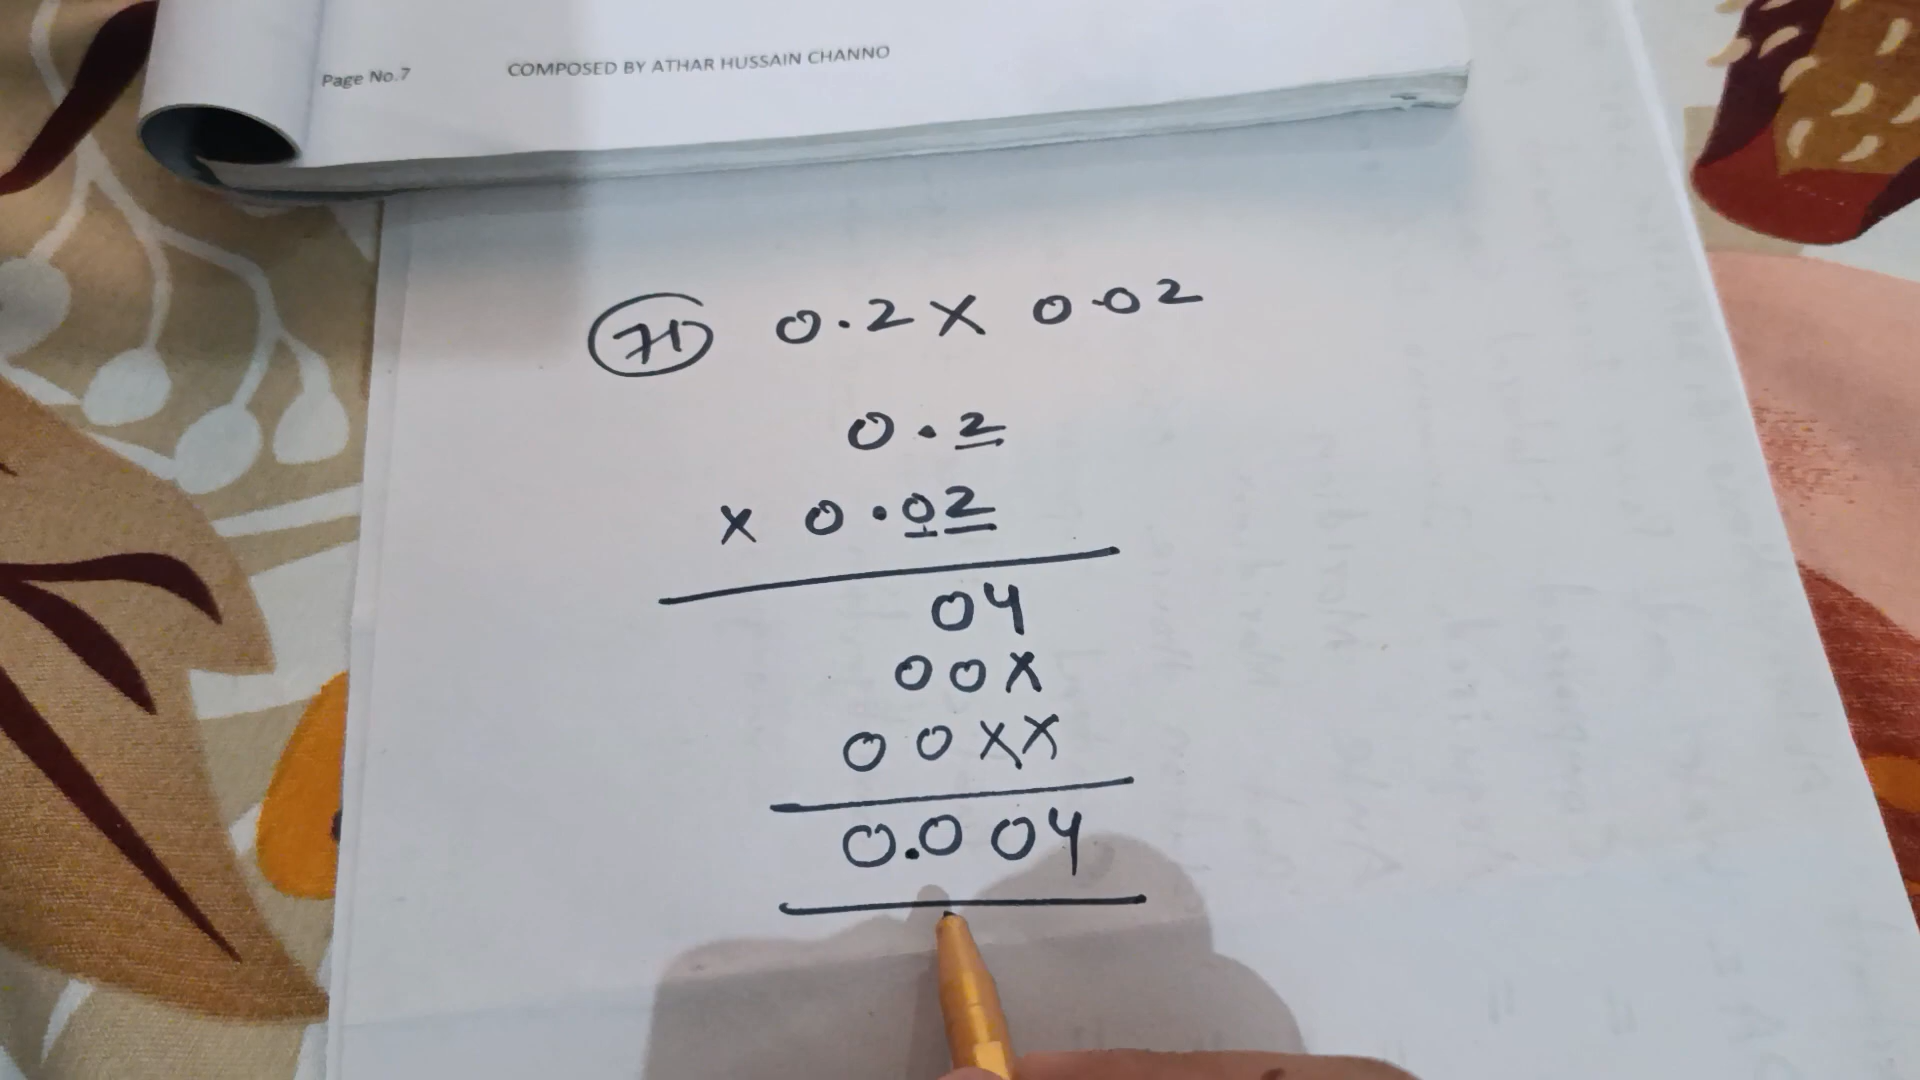 Page No.7 COMPOSED BY ATHAR HUSSAIN CHANNO
71 0.2 X 0.02
0.2
X 0.02
04
00X
00XX
0.004